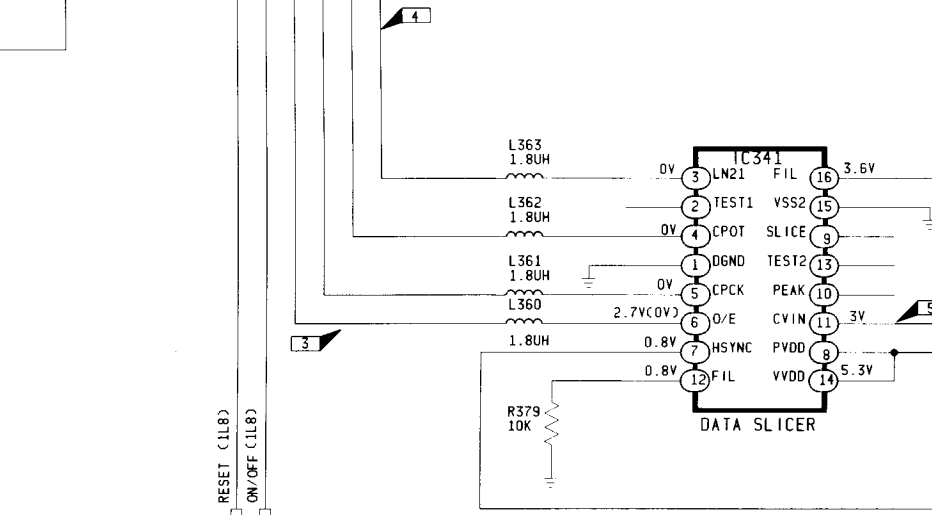 4
L363
1.8UH
IC341
0V 3 LN21 FIL 16 3.6V
L362
1.8UH
2 TEST1 VSS2 15
0V 4 CPOT SLICE 9
L361
1.8UH
1 DGND TEST2 13
0V 5 CPCK PEAK 10
L360
1.8UH
2.7V(0V) 6 O/E CVIN 11 3V
5
3
0.8V 7 HSYNC PVDD 8
0.8V 12 FIL VVDD 14 5.3V
R379
10K
DATA SLICER
RESET (1L8)
ON/OFF (1L8)